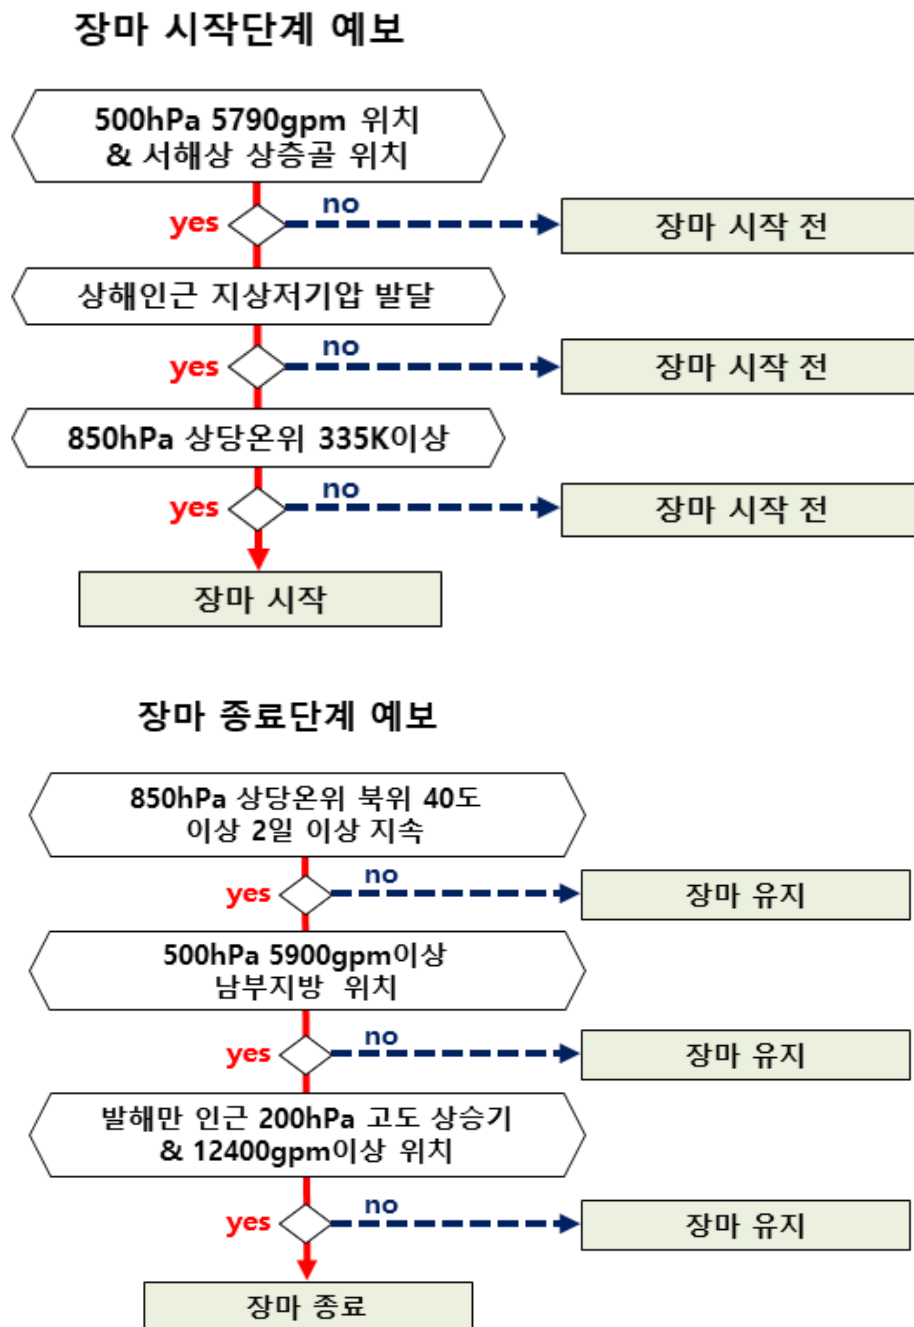 장마 시작단계 예보
500hPa 5790gpm 위치
& 서해상 상층골 위치
yes
no
장마 시작 전
상해인근 지상저기압 발달
yes
no
장마 시작 전
850hPa 상당온위 335K이상
yes
no
장마 시작 전
장마 시작
장마 종료단계 예보
850hPa 상당온위 북위 40도
이상 2일 이상 지속
yes
no
장마 유지
500hPa 5900gpm이상
남부지방 위치
yes
no
장마 유지
발해만 인근 200hPa 고도 상승기
& 12400gpm이상 위치
yes
no
장마 유지
장마 종료